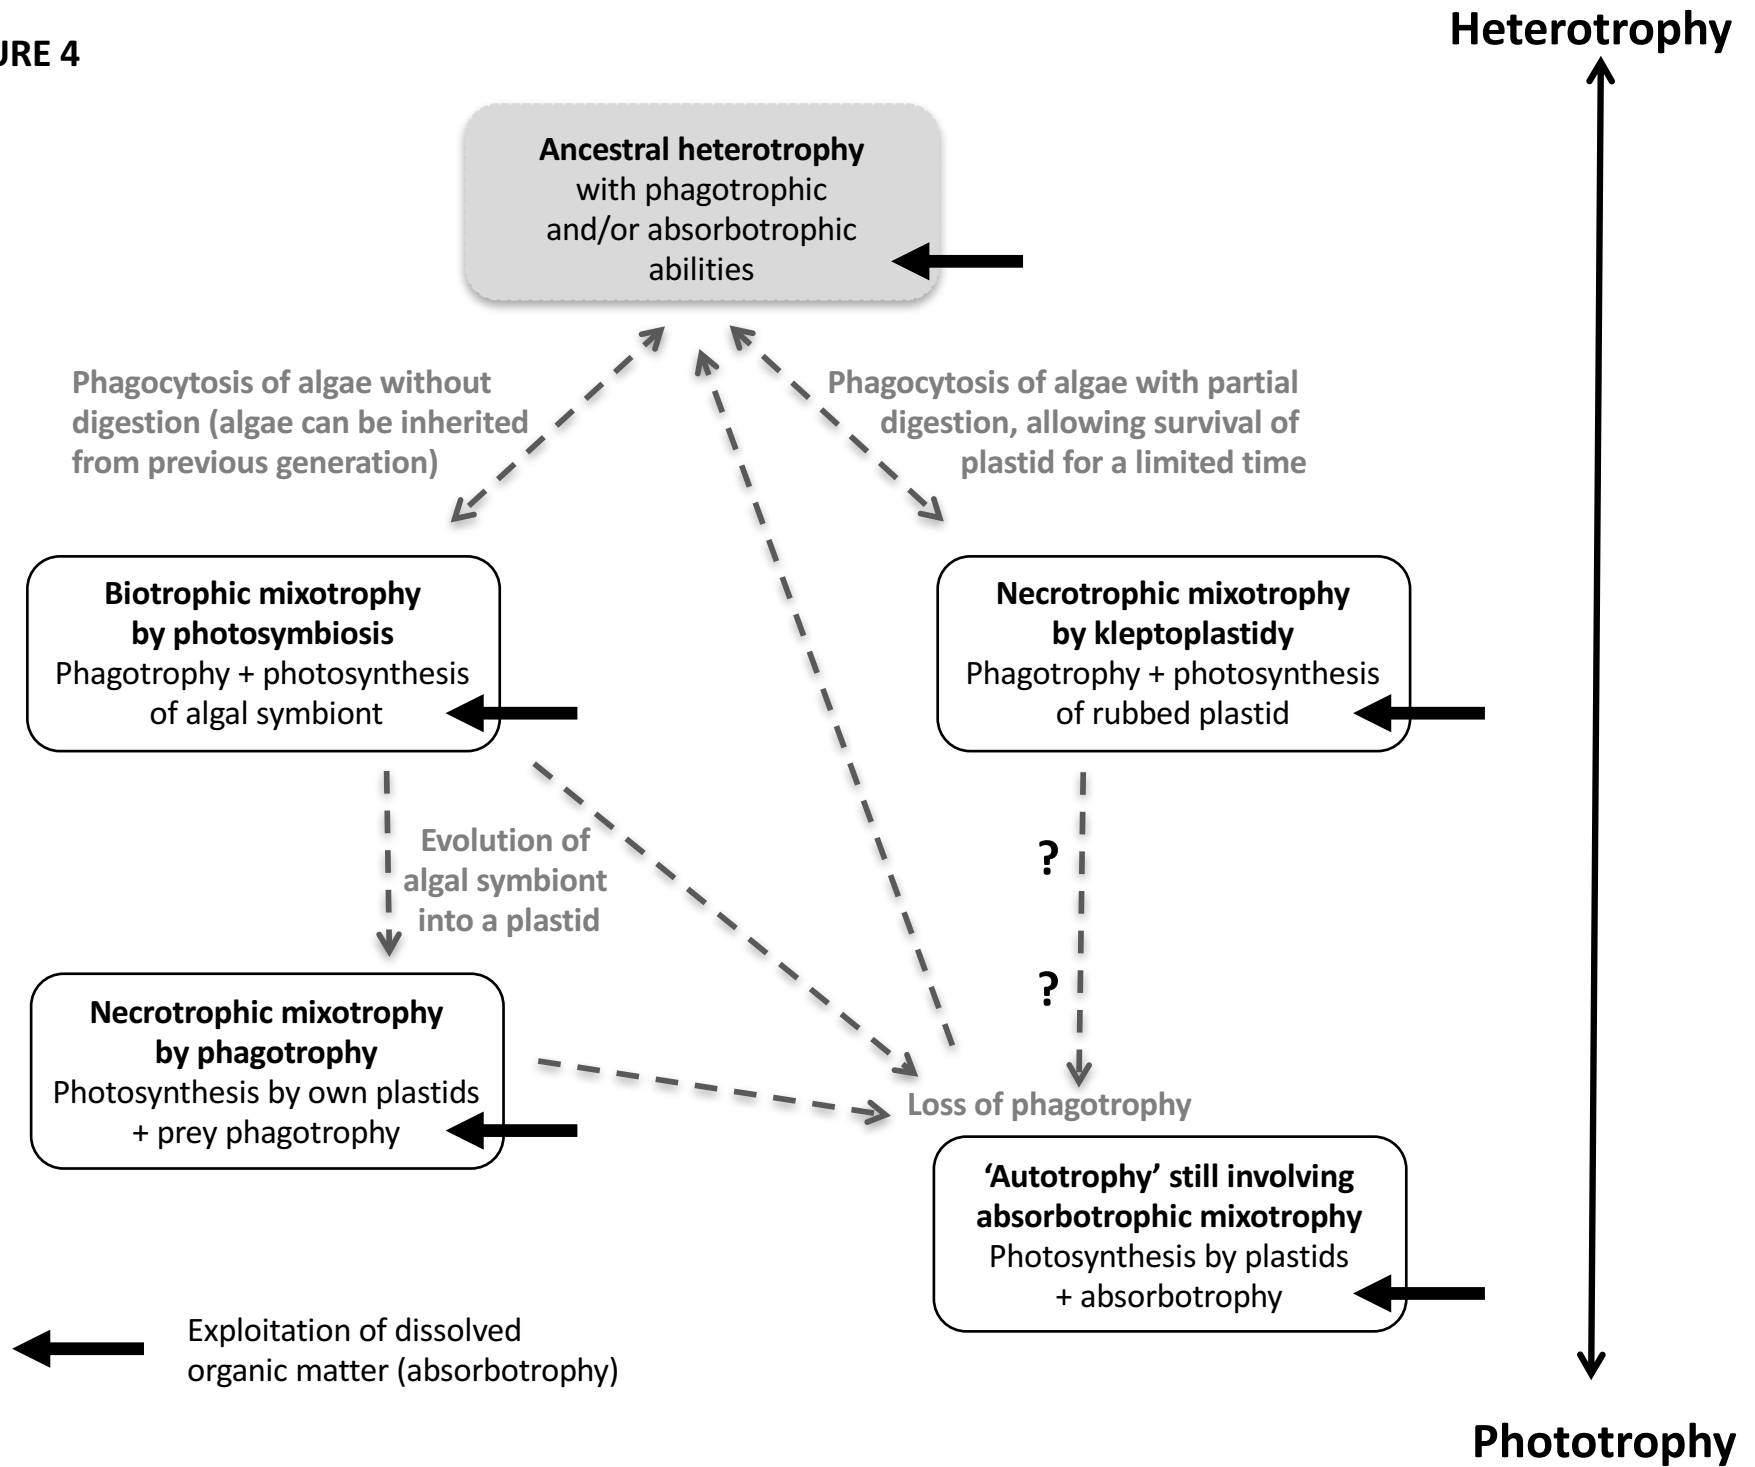 URE 4
Heterotrophy
Ancestral heterotrophy
with phagotrophic
and/or absorbotrophic
abilities
Phagocytosis of algae without
digestion (algae can be inherited
from previous generation)
Phagocytosis of algae with partial
digestion, allowing survival of
plastid for a limited time
Biotrophic mixotrophy
by photosymbiosis
Phagotrophy + photosynthesis
of algal symbiont
Necrotrophic mixotrophy
by kleptoplastidy
Phagotrophy + photosynthesis
of rubbed plastid
Evolution of
algal symbiont
into a plastid
?
?
Necrotrophic mixotrophy
by phagotrophy
Photosynthesis by own plastids
+ prey phagotrophy
Loss of phagotrophy
‘Autotrophy’ still involving
absorbotrophic mixotrophy
Photosynthesis by plastids
+ absorbotrophy
Exploitation of dissolved
organic matter (absorbotrophy)
Phototrophy